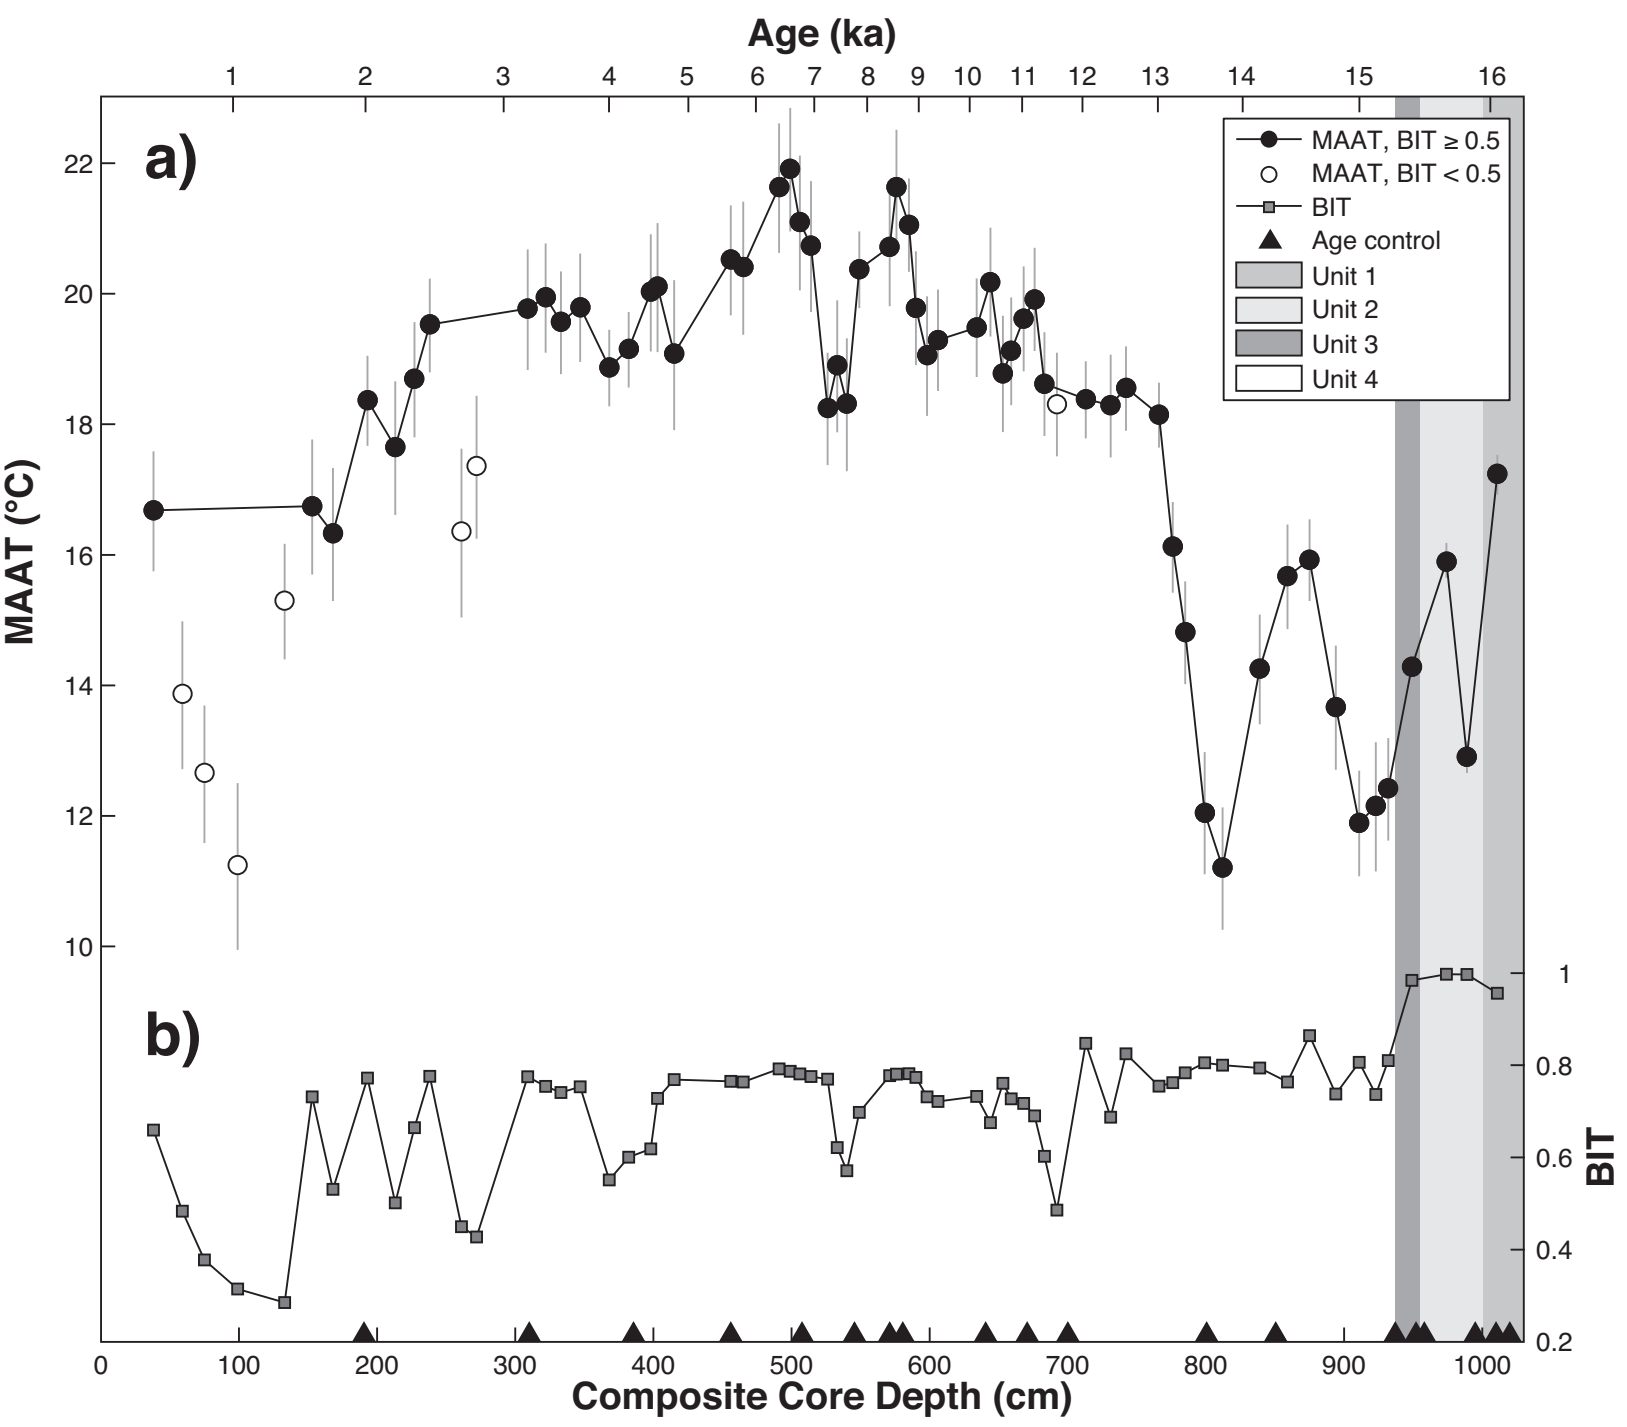 Age (ka)
1 2 3 4 5 6 7 8 9 10 11 12 13 14 15 16
a)
MAAT, BIT ≥ 0.5
MAAT, BIT < 0.5
BIT
Age control
Unit 1
Unit 2
Unit 3
Unit 4
22
20
18
16
14
12
10
MAAT (°C)
b)
1
0.8
0.6
0.4
0.2
BIT
0 100 200 300 400 500 600 700 800 900 1000
Composite Core Depth (cm)